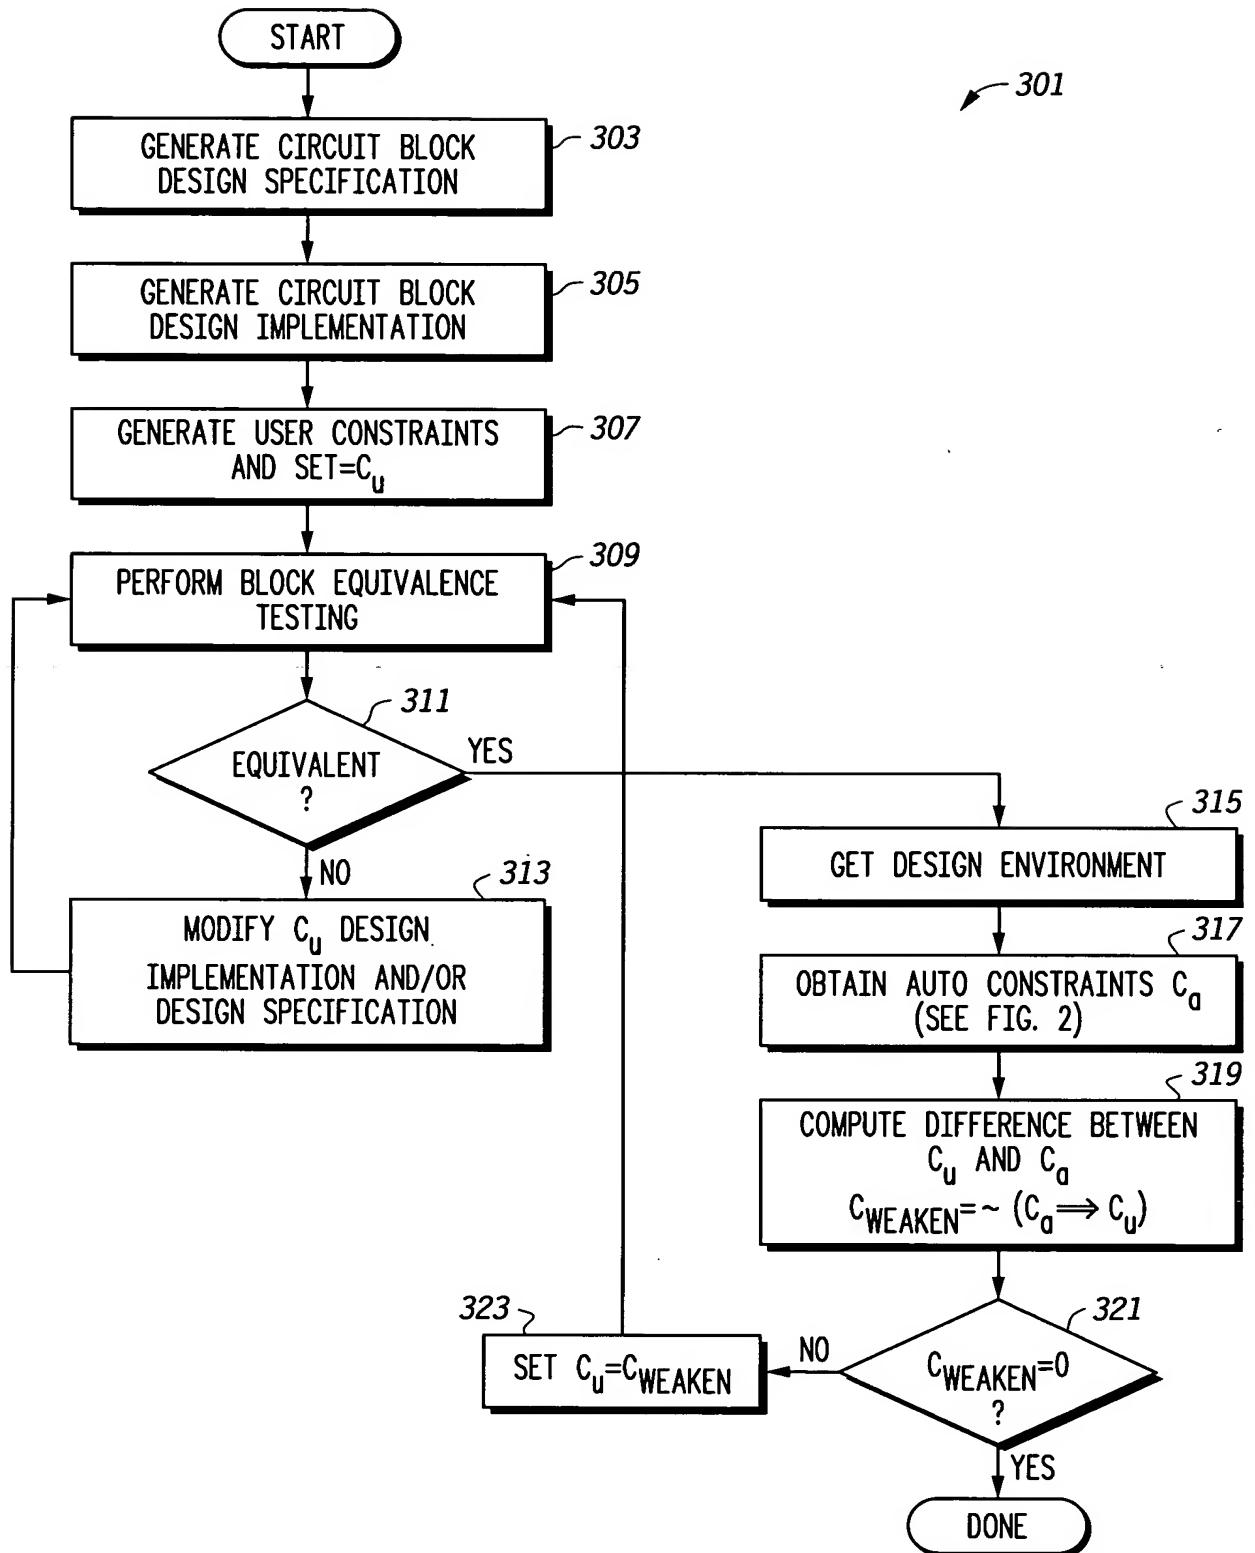 START
301
GENERATE CIRCUIT BLOCK
DESIGN SPECIFICATION
303
GENERATE CIRCUIT BLOCK
DESIGN IMPLEMENTATION
305
GENERATE USER CONSTRAINTS
AND SET=Cu
307
PERFORM BLOCK EQUIVALENCE
TESTING
309
311
EQUIVALENT
?
YES
NO
313
MODIFY Cu DESIGN
IMPLEMENTATION AND/OR
DESIGN SPECIFICATION
315
GET DESIGN ENVIRONMENT
317
OBTAIN AUTO CONSTRAINTS Ca
(SEE FIG. 2)
319
COMPUTE DIFFERENCE BETWEEN
Cu AND Ca
CWEAKEN=~ (Ca⟹Cu)
321
CWEAKEN=0
?
NO
323
SET Cu=CWEAKEN
YES
DONE